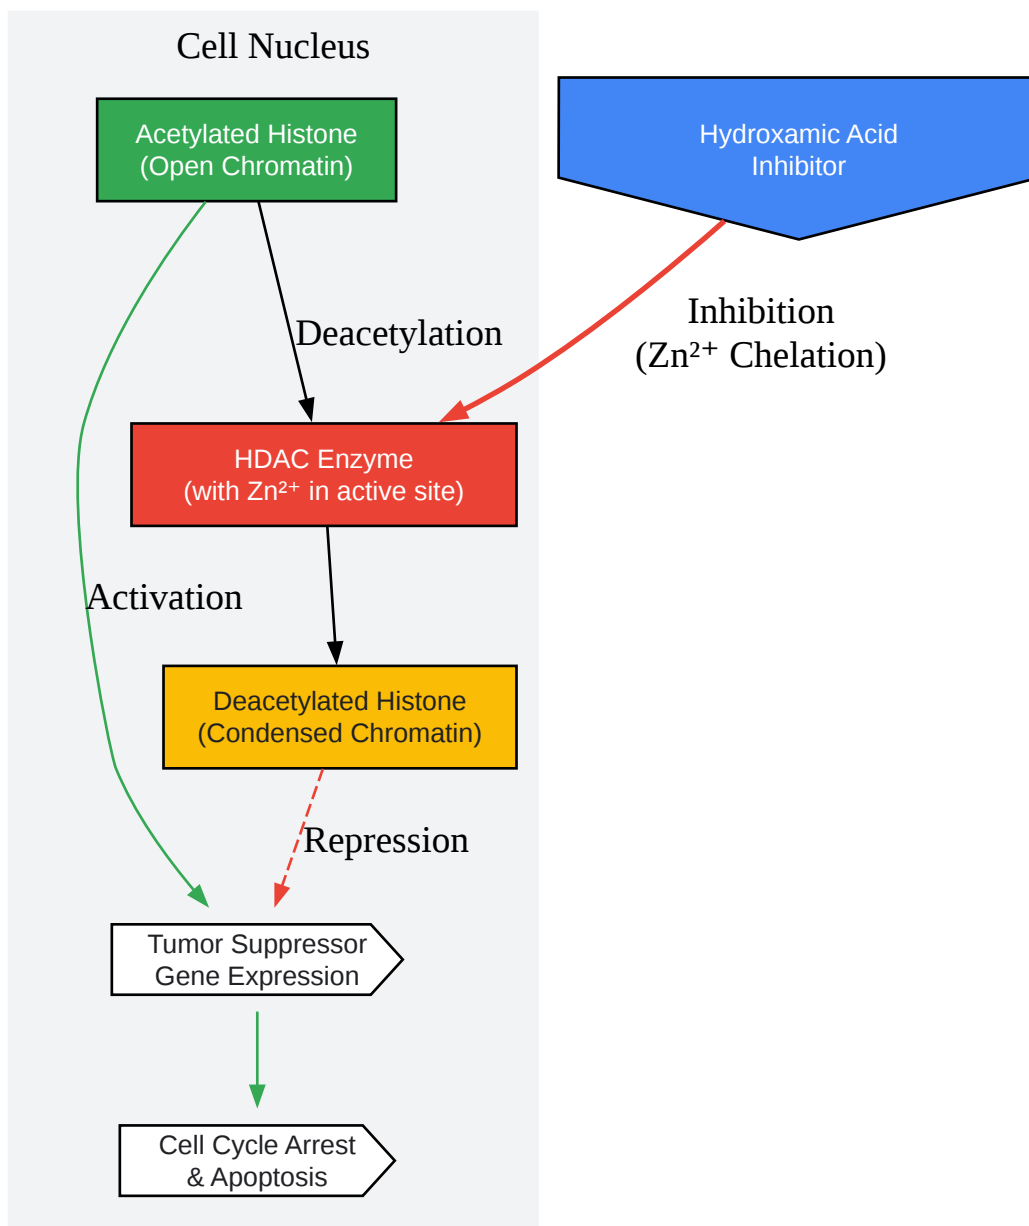 Cell Nucleus
Acetylated Histone
(Open Chromatin)
Hydroxamic Acid
Inhibitor
Deacetylation
Inhibition
(Zn²⁺ Chelation)
HDAC Enzyme
(with Zn²⁺ in active site)
Activation
Deacetylated Histone
(Condensed Chromatin)
Repression
Tumor Suppressor
Gene Expression
Cell Cycle Arrest
& Apoptosis